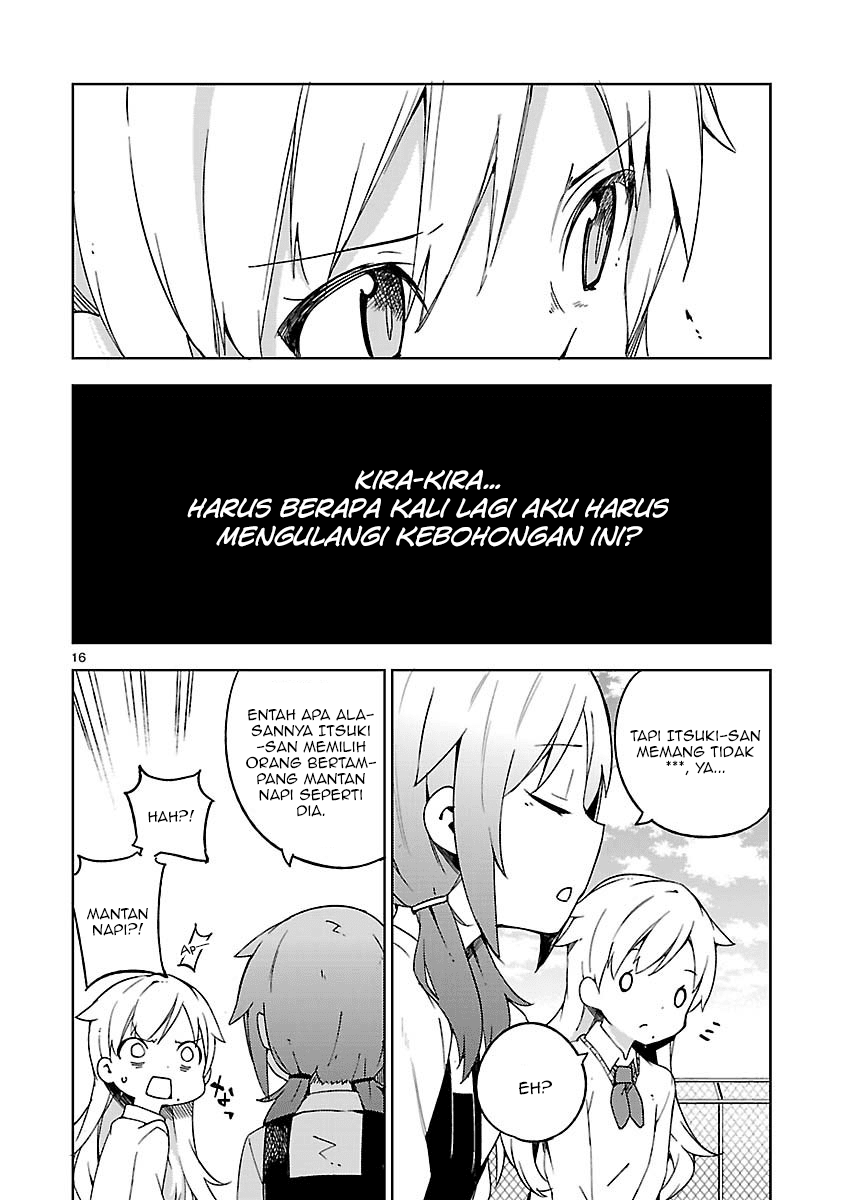 KIRA-KIRA...
HARUS BERAPA KALI LAGI AKU HARUS
MENGULANGI KEBOHONGAN INI?
16
TAPI ITSUKI-SAN
MEMANG TIDAK
***, YA...
EH?
ENTAH APA ALA-
SANNYA ITSUKI
-SAN MEMILIH
ORANG BERTAM-
PANG MANTAN
NAPI SEPERTI
DIA.
HAH?!
MANTAN
NAPI?!
AP-